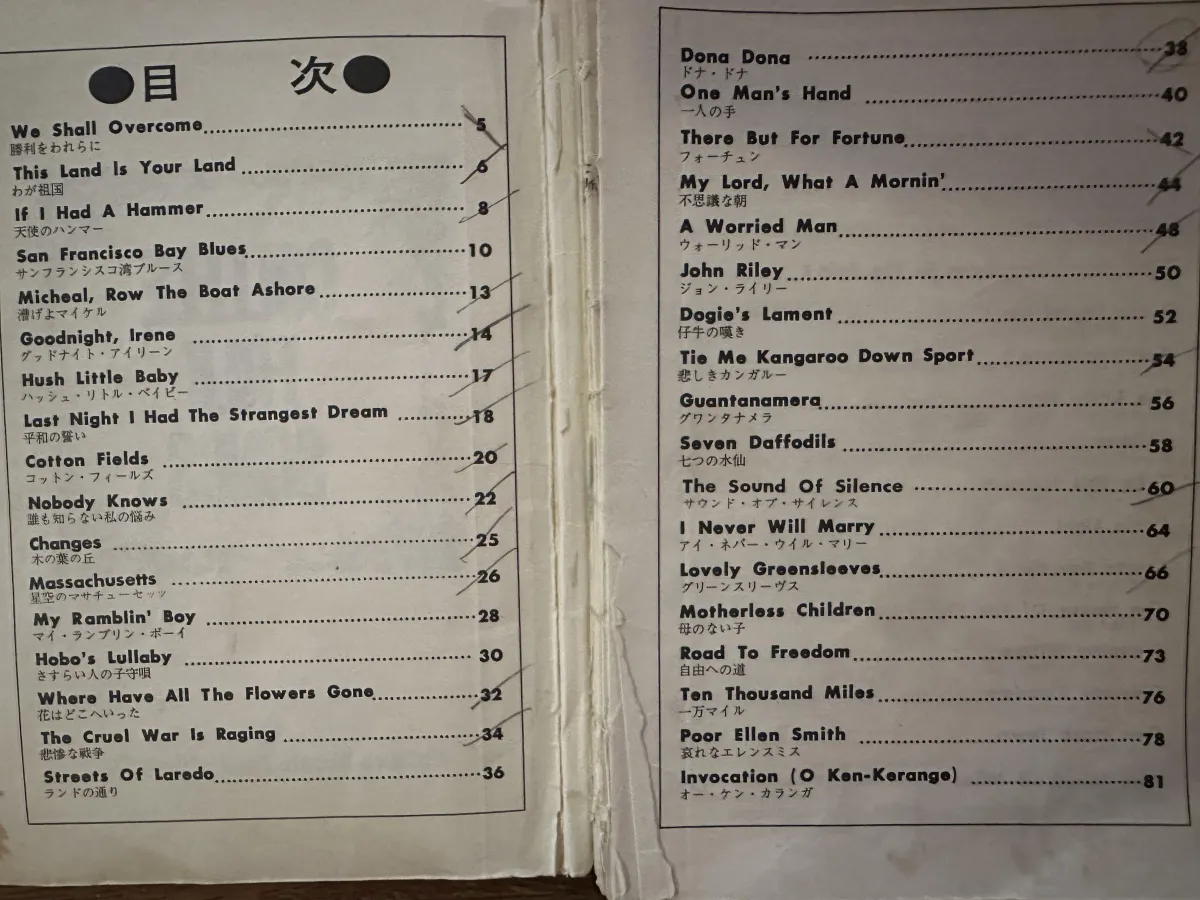 ●目 次●
We Shall Overcome 5
勝利をわれらに
This Land Is Your Land 6
わが祖国
If I Had A Hammer 8
天使のハンマー
San Francisco Bay Blues 10
サンフランシスコ湾ブルース
Micheal, Row The Boat Ashore 13
漕げよマイケル
Goodnight, Irene 14
グッドナイト・アイリーン
Hush Little Baby 17
ハッシュ・リトル・ベイビー
Last Night I Had The Strangest Dream 18
平和の誓い
Cotton Fields 20
コットン・フィールズ
Nobody Knows 22
誰も知らない私の悩み
Changes 25
木の葉の丘
Massachusetts 26
星空のマサチューセッツ
My Ramblin' Boy 28
マイ・ランブリン・ボーイ
Hobo's Lullaby 30
さすらい人の子守唄
Where Have All The Flowers Gone 32
花はどこへいった
The Cruel War Is Raging 34
悲惨な戦争
Streets Of Laredo 36
ランドの通り
Dona Dona 38
ドナ・ドナ
One Man's Hand 40
一人の手
There But For Fortune 42
フォーチュン
My Lord, What A Mornin' 44
不思議な朝
A Worried Man 48
ウォーリッド・マン
John Riley 50
ジョン・ライリー
Dogie's Lament 52
仔牛の嘆き
Tie Me Kangaroo Down Sport 54
悲しきカンガルー
Guantanamera 56
グワンタナメラ
Seven Daffodils 58
七つの水仙
The Sound Of Silence 60
サウンド・オブ・サイレンス
I Never Will Marry 64
アイ・ネバー・ウイル・マリー
Lovely Greensleeves 66
グリーンスリーヴス
Motherless Children 70
母のない子
Road To Freedom 73
自由への道
Ten Thousand Miles 76
一万マイル
Poor Ellen Smith 78
哀れなエレンスミス
Invocation (O Ken-Kerange) 81
オー・ケン・カランガ